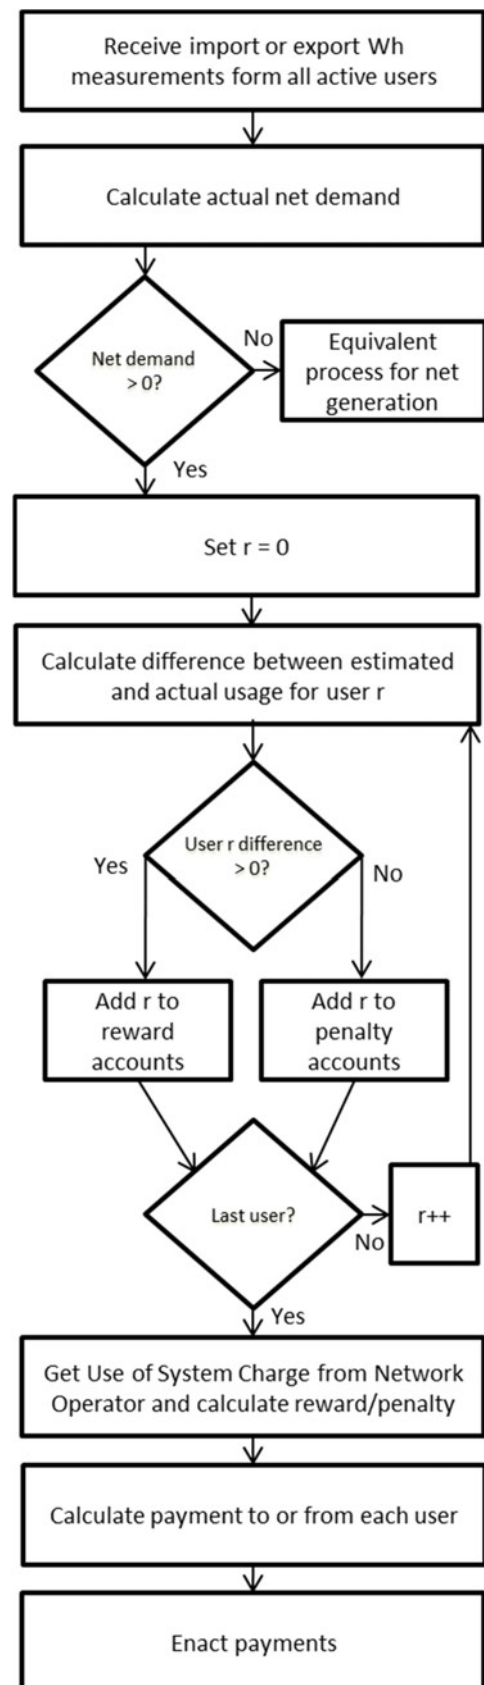 Receive import or export Wh
measurements form all active users
Calculate actual net demand
Net demand
> 0?
No
Equivalent
process for net
generation
Yes
Set r = 0
Calculate difference between estimated
and actual usage for user r
User r difference
> 0?
Yes
No
Add r to
reward
accounts
Add r to
penalty
accounts
Last user?
No
r++
Yes
Get Use of System Charge from Network
Operator and calculate reward/penalty
Calculate payment to or from each user
Enact payments